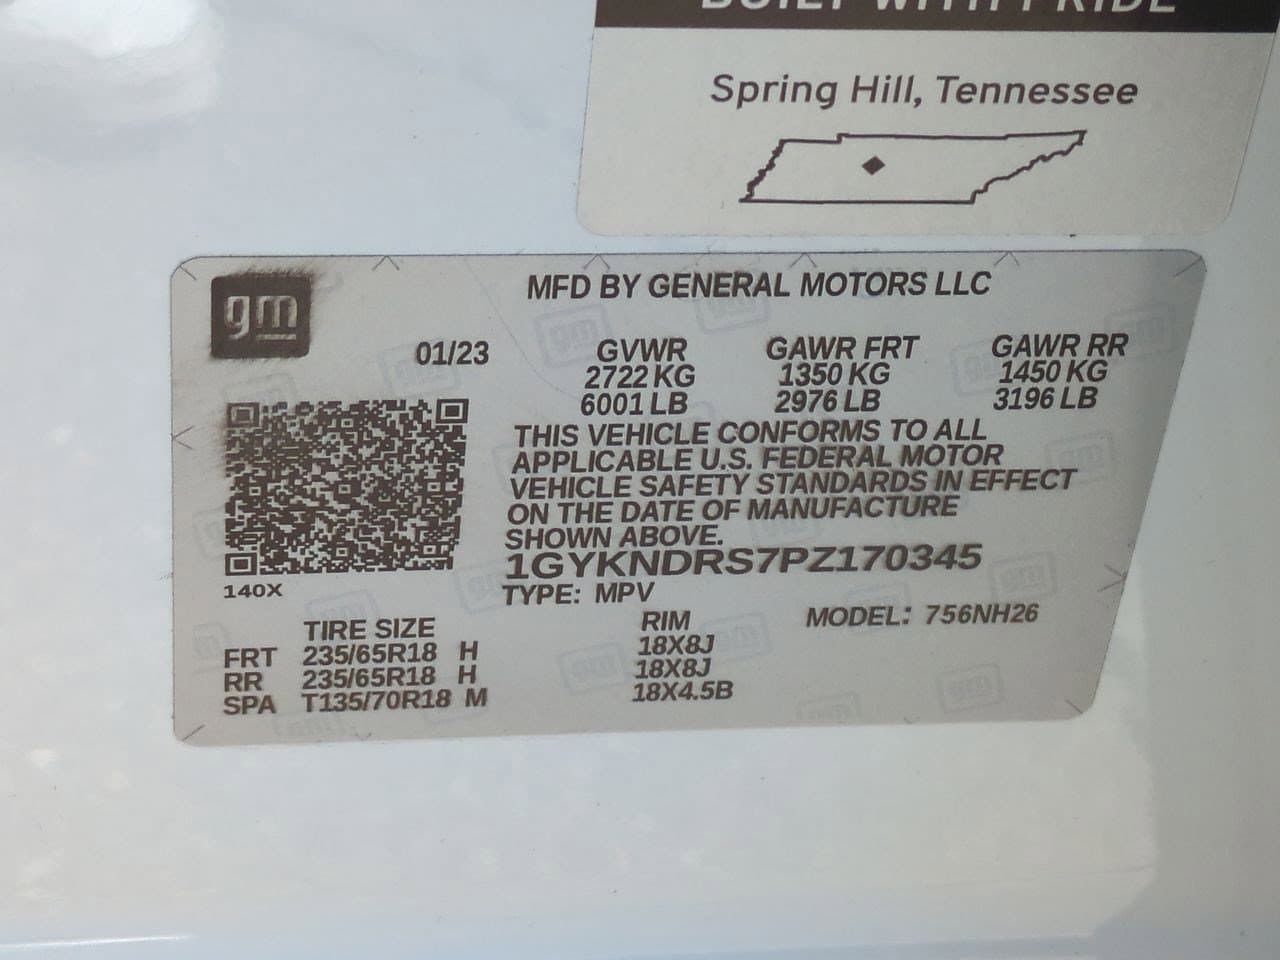 BUILT WITH PRIDE
Spring Hill, Tennessee
gm
MFD BY GENERAL MOTORS LLC
01/23
GVWR GAWR FRT GAWR RR
2722 KG 1350 KG 1450 KG
6001 LB 2976 LB 3196 LB
THIS VEHICLE CONFORMS TO ALL
APPLICABLE U.S. FEDERAL MOTOR
VEHICLE SAFETY STANDARDS IN EFFECT
ON THE DATE OF MANUFACTURE
SHOWN ABOVE.
1GYKNDRS7PZ170345
140X
TYPE: MPV
MODEL: 756NH26
TIRE SIZE RIM
FRT 235/65R18 H 18X8J
RR 235/65R18 H 18X8J
SPA T135/70R18 M 18X4.5B